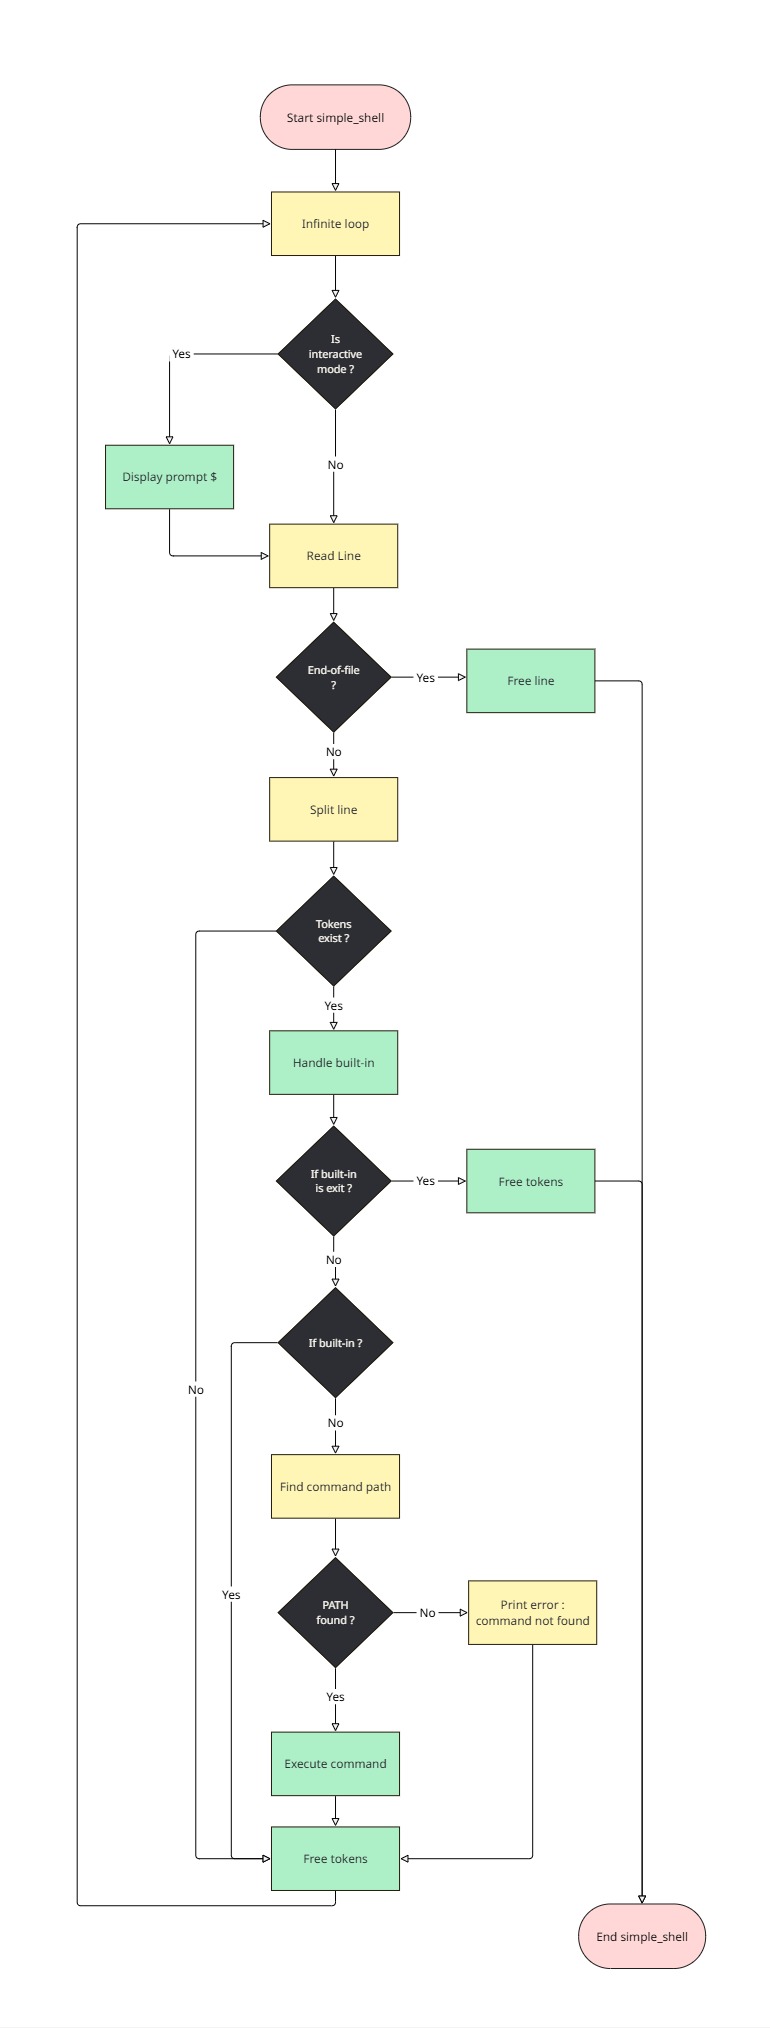 Start simple_shell
Infinite loop
Is
interactive
mode ?
Yes
No
Display prompt $
Read Line
End-of-file
?
Yes
Free line
No
Split line
Tokens
exist ?
Yes
Handle built-in
If built-in
is exit ?
Yes
Free tokens
No
If built-in ?
No
No
Find command path
Yes
PATH
found ?
No
Print error :
command not found
Yes
Execute command
Free tokens
End simple_shell